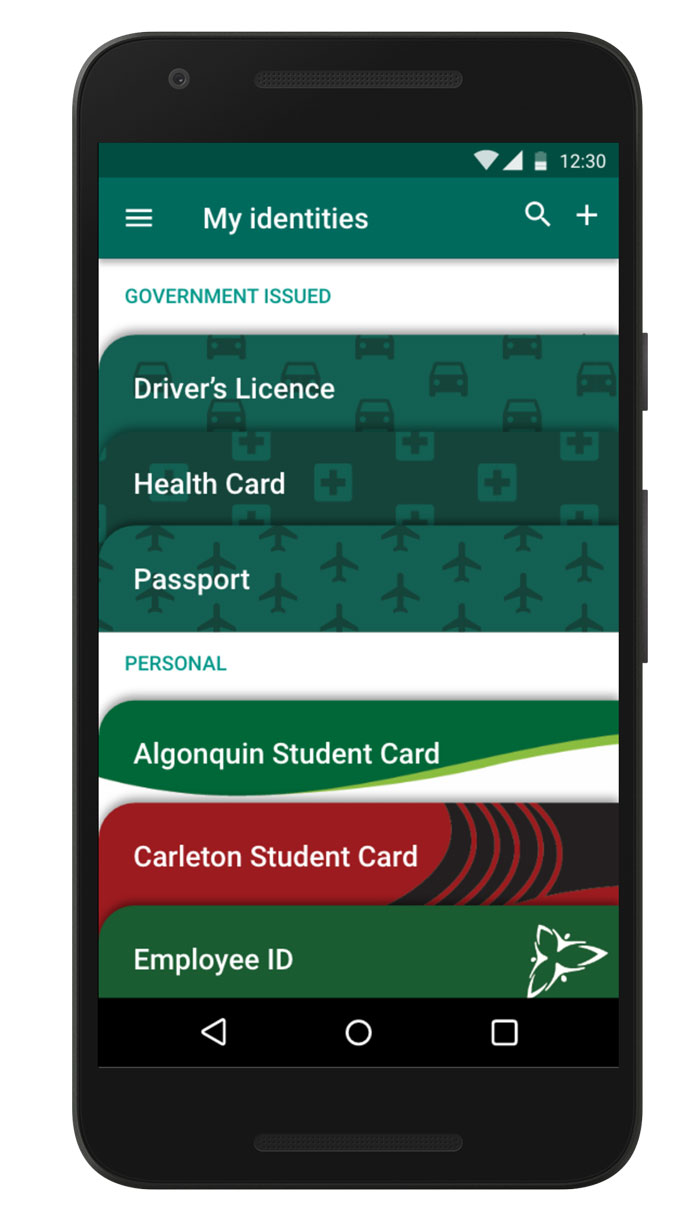 12:30
My identities
GOVERNMENT ISSUED
Driver’s Licence
Health Card
Passport
PERSONAL
Algonquin Student Card
Carleton Student Card
Employee ID